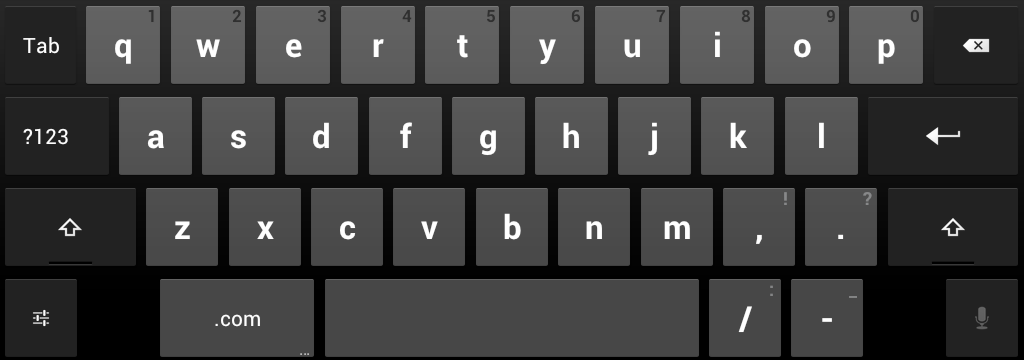 Tab q 1 w 2 e 3 r 4 t 5 y 6 u 7 i 8 o 9 p 0
?123 a s d f g h j k l
z x c v b n m , ! . ?
.com ... / : - _